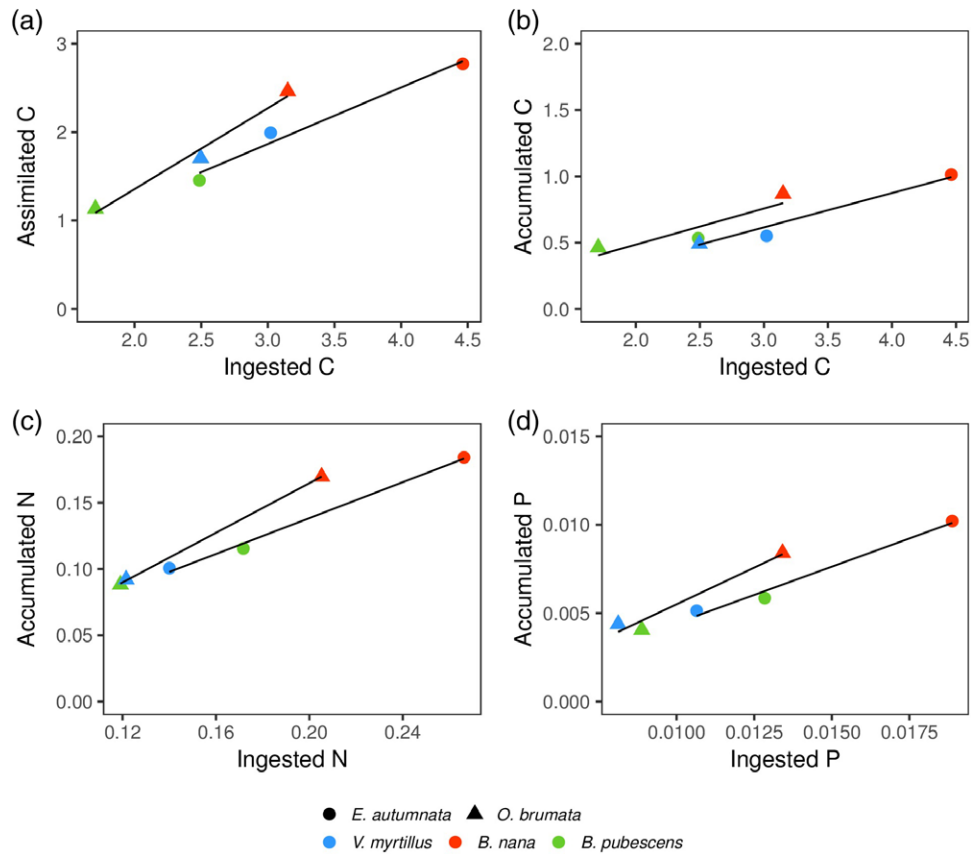 (a)
3
2
1
0
Assimilated C
2.0 2.5 3.0 3.5 4.0 4.5
Ingested C
(b)
2.0
1.5
1.0
0.5
0.0
Accumulated C
2.0 2.5 3.0 3.5 4.0 4.5
Ingested C
(c)
0.20
0.15
0.10
0.05
0.00
Accumulated N
0.12 0.16 0.20 0.24
Ingested N
(d)
0.015
0.010
0.005
0.000
Accumulated P
0.0100 0.0125 0.0150 0.0175
Ingested P
E. autumnata O. brumata
V. myrtillus B. nana B. pubescens